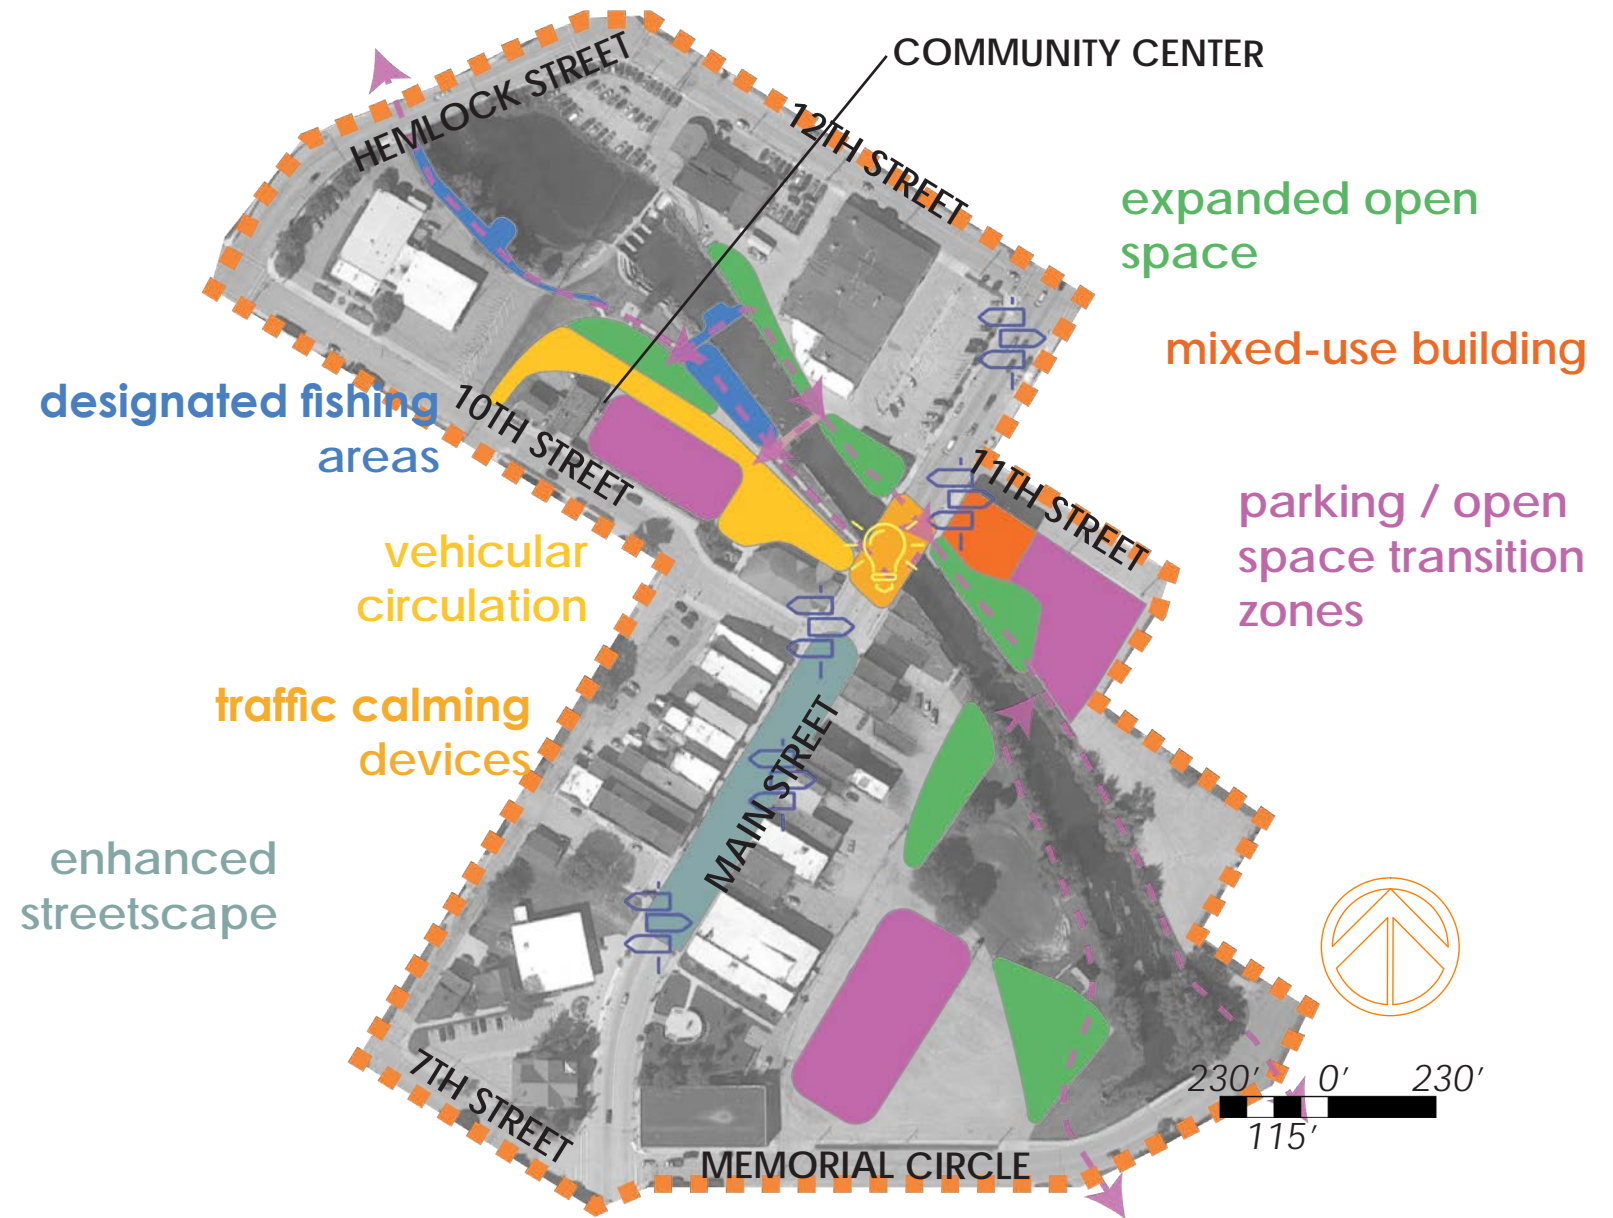 COMMUNITY CENTER
HEMLOCK STREET
12TH STREET
expanded open
space
mixed-use building
designated fishing
areas
10TH STREET
11TH STREET
parking / open
space transition
zones
vehicular
circulation
traffic calming
devices
MAIN STREET
enhanced
streetscape
7TH STREET
MEMORIAL CIRCLE
230' 0' 230'
115'